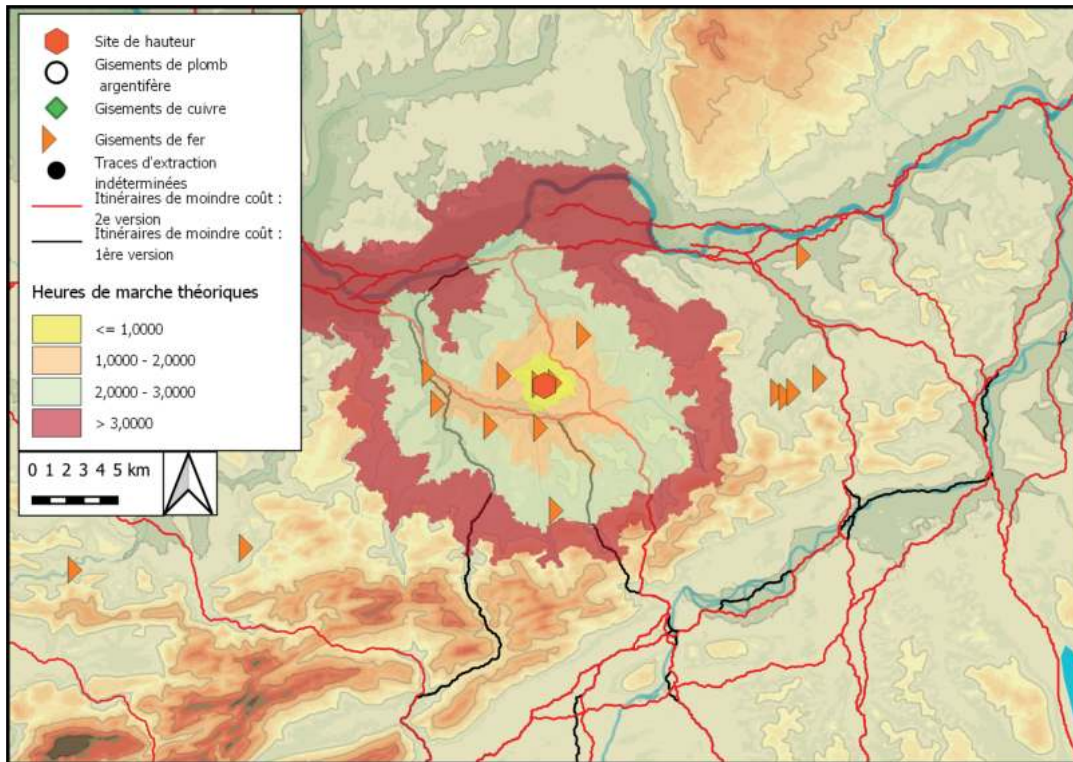 Site de hauteur
Gisements de plomb
argentifère
Gisements de cuivre
Gisements de fer
Traces d'extraction
indéterminées
Itinéraires de moindre coût :
2e version
Itinéraires de moindre coût :
1ère version
Heures de marche théoriques
<= 1,0000
1,0000 - 2,0000
2,0000 - 3,0000
> 3,0000
0 1 2 3 4 5 km